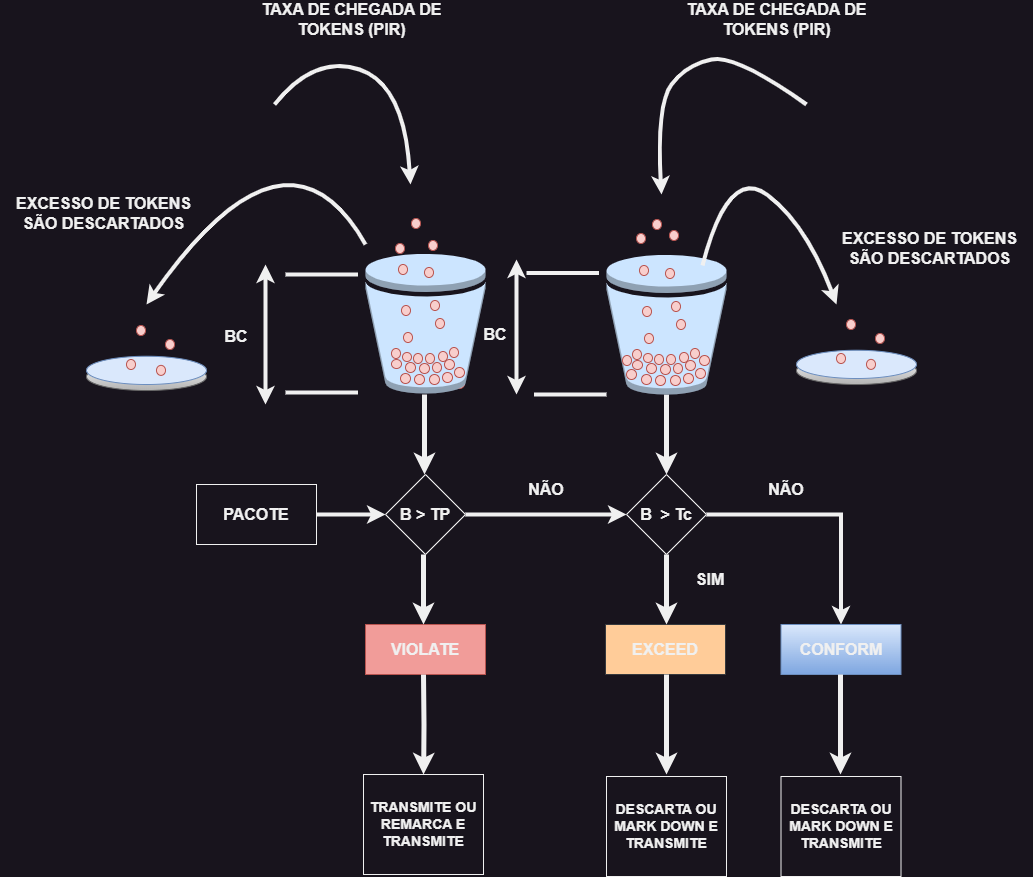 TAXA DE CHEGADA DE
TOKENS (PIR)
TAXA DE CHEGADA DE
TOKENS (PIR)
EXCESSO DE TOKENS
SÃO DESCARTADOS
EXCESSO DE TOKENS
SÃO DESCARTADOS
BC
BC
PACOTE
B > TP
NÃO
B > Tc
NÃO
SIM
VIOLATE
EXCEED
CONFORM
TRANSMITE OU
REMARCA E
TRANSMITE
DESCARTA OU
MARK DOWN E
TRANSMITE
DESCARTA OU
MARK DOWN E
TRANSMITE